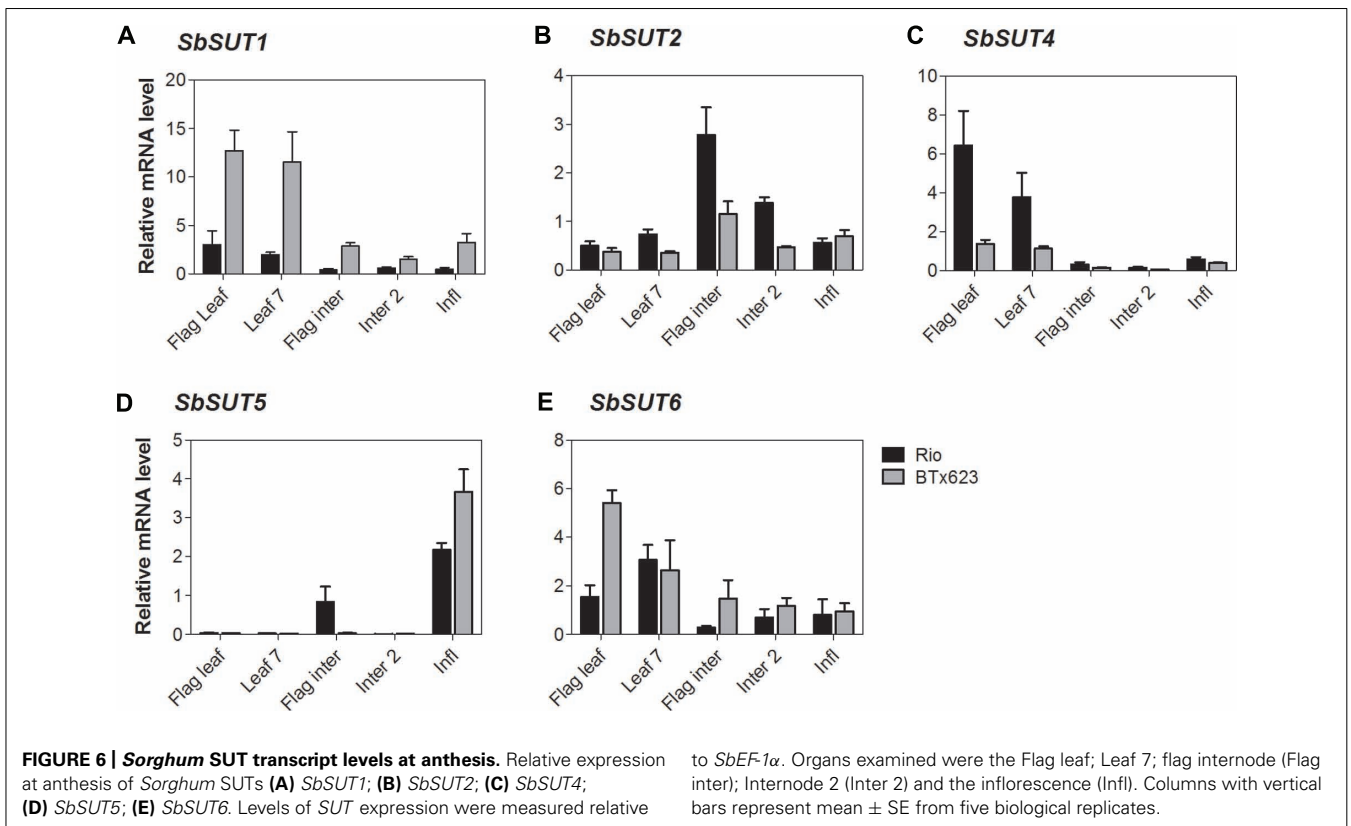 A SbSUT1
Relative mRNA level
20
15
10
5
0
Flag Leaf
Leaf 7
Flag inter
Inter 2
Infl
B SbSUT2
4
3
2
1
0
Flag leaf
Leaf 7
Flag inter
Inter 2
Infl
C SbSUT4
10
8
6
4
2
0
Flag leaf
Leaf 7
Flag inter
Inter 2
Infl
D SbSUT5
Relative mRNA level
5
4
3
2
1
0
Flag leaf
Leaf 7
Flag inter
Inter 2
Infl
E SbSUT6
8
6
4
2
0
Flag leaf
Leaf 7
Flag inter
Inter 2
Infl
Rio
BTx623
FIGURE 6 | Sorghum SUT transcript levels at anthesis. Relative expression
at anthesis of Sorghum SUTs (A) SbSUT1; (B) SbSUT2; (C) SbSUT4;
(D) SbSUT5; (E) SbSUT6. Levels of SUT expression were measured relative
to SbEF-1α. Organs examined were the Flag leaf; Leaf 7; flag internode (Flag
inter); Internode 2 (Inter 2) and the inflorescence (Infl). Columns with vertical
bars represent mean ± SE from five biological replicates.